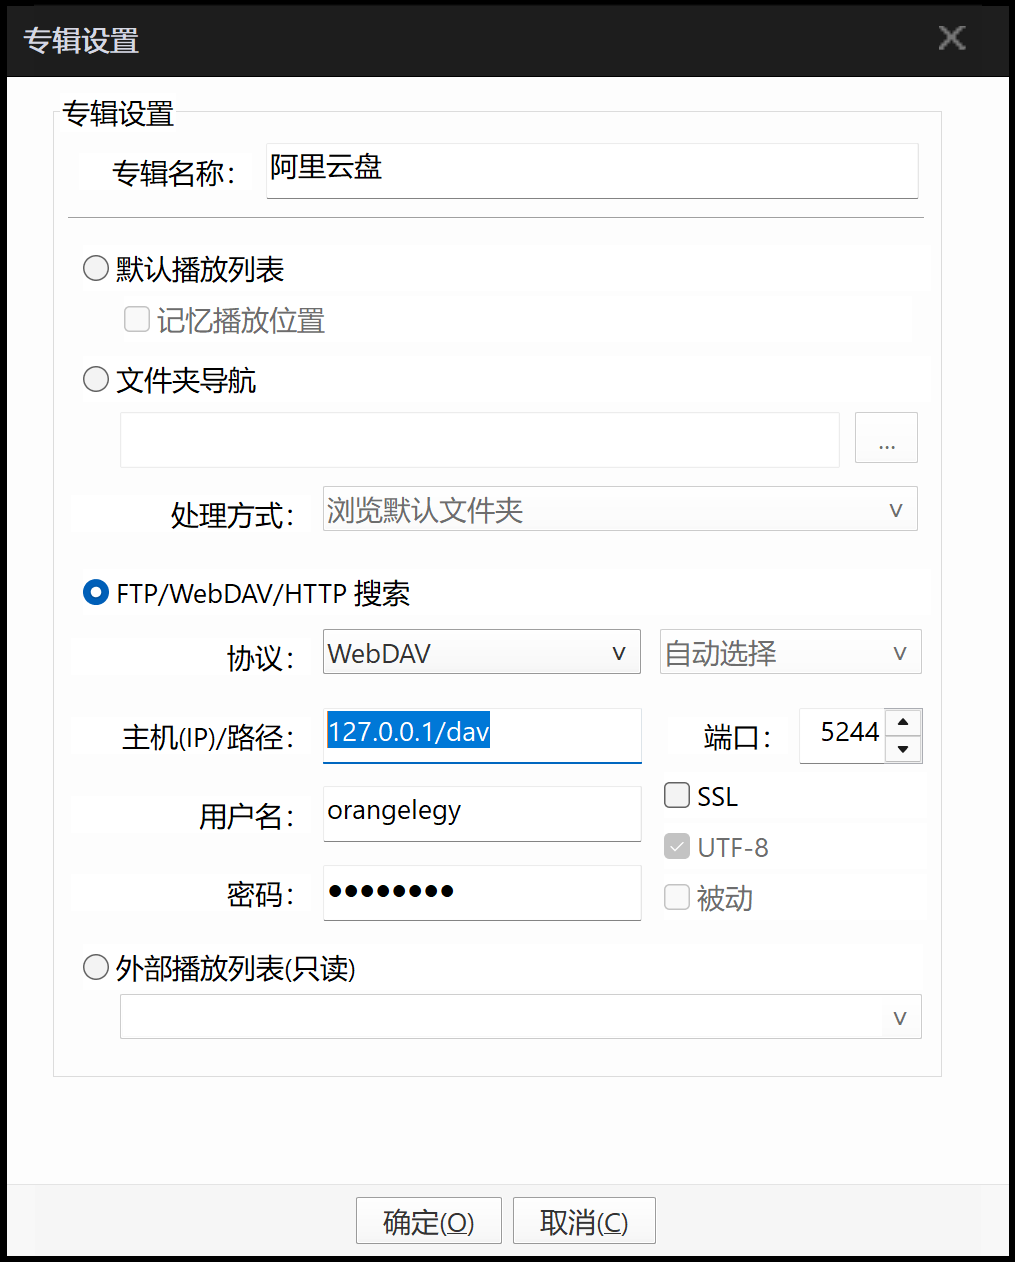 专辑设置
专辑设置
专辑名称： 阿里云盘
默认播放列表
记忆播放位置
文件夹导航
...
处理方式： 浏览默认文件夹
FTP/WebDAV/HTTP 搜索
协议： WebDAV 自动选择
主机(IP)/路径： 127.0.0.1/dav 端口： 5244
SSL
用户名： orangelegy
UTF-8
密码： ●●●●●●●●
被动
外部播放列表(只读)
确定(O) 取消(C)